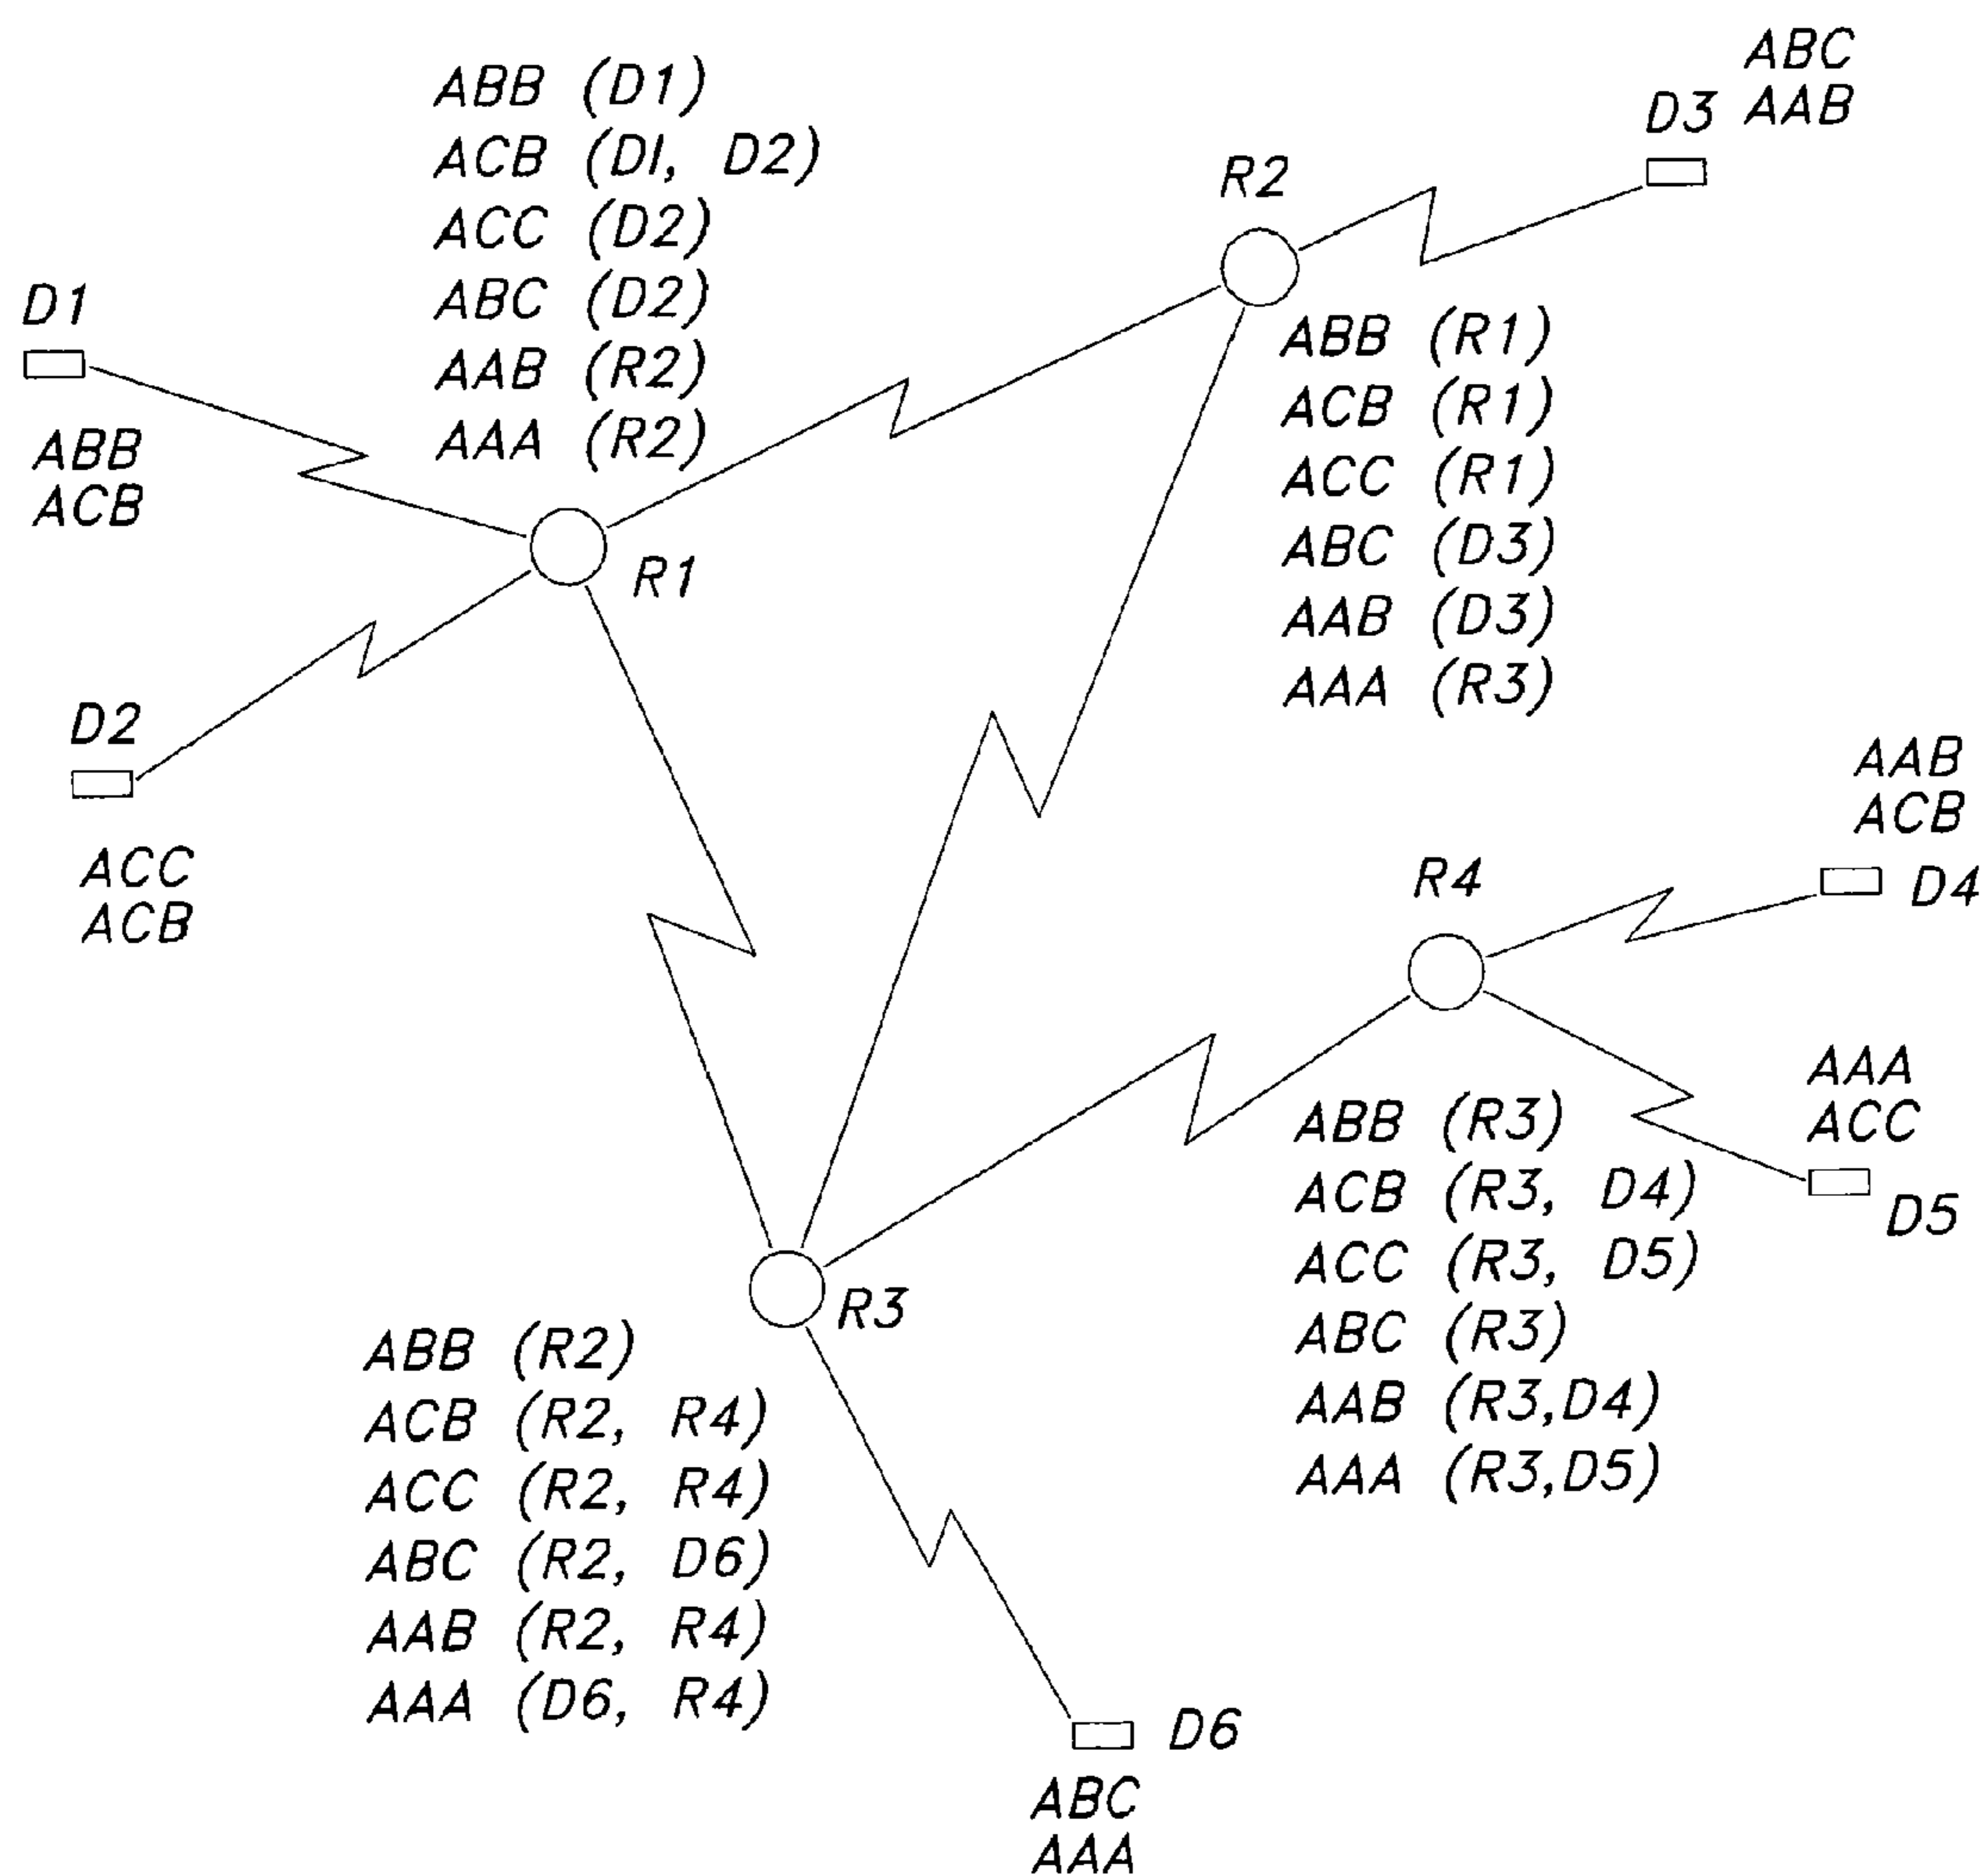 ABB (D1)
ACB (DI, D2)
ACC (D2)
ABC (D2)
AAB (R2)
AAA (R2)
ABC
D3 AAB
R2
D1
ABB
ACB
R1
ABB (R1)
ACB (R1)
ACC (R1)
ABC (D3)
AAB (D3)
AAA (R3)
D2
ACC
ACB
AAB
ACB
R4
D4
AAA
ACC
D5
ABB (R3)
ACB (R3, D4)
ACC (R3, D5)
ABC (R3)
AAB (R3,D4)
AAA (R3,D5)
R3
ABB (R2)
ACB (R2, R4)
ACC (R2, R4)
ABC (R2, D6)
AAB (R2, R4)
AAA (D6, R4)
D6
ABC
AAA